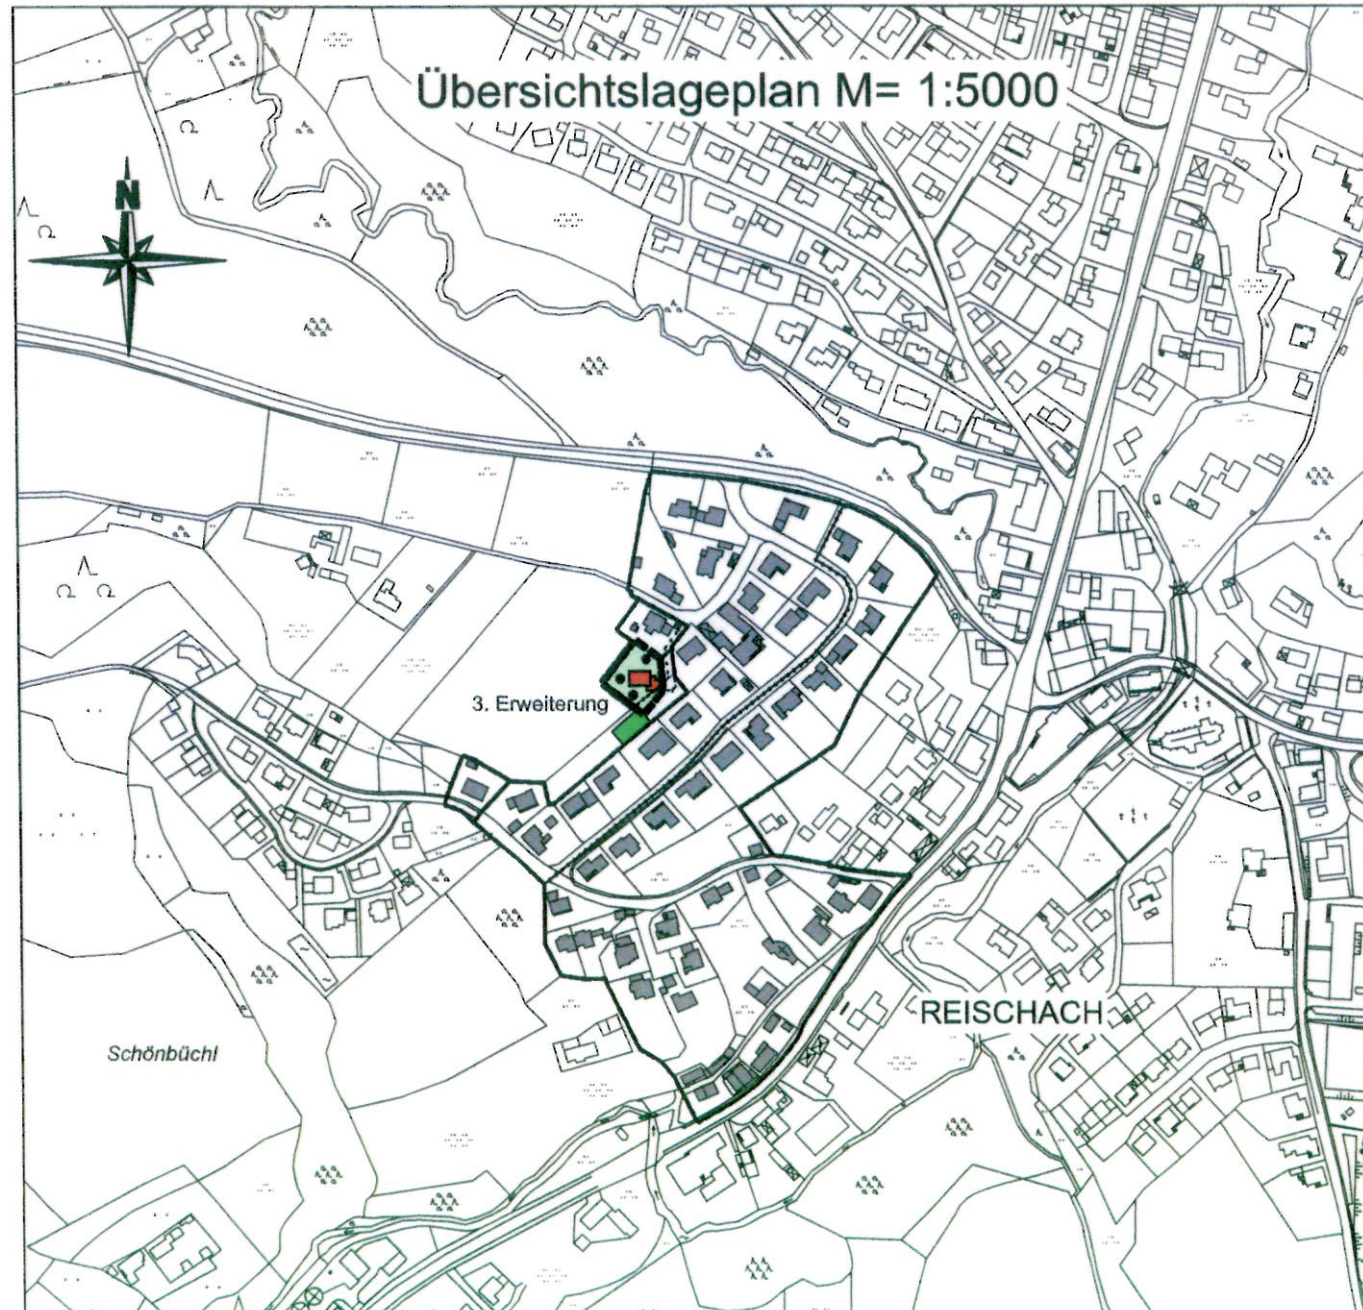 Übersichtslageplan M= 1:5000
N
3. Erweiterung
REISCHACH
Schönbüchl